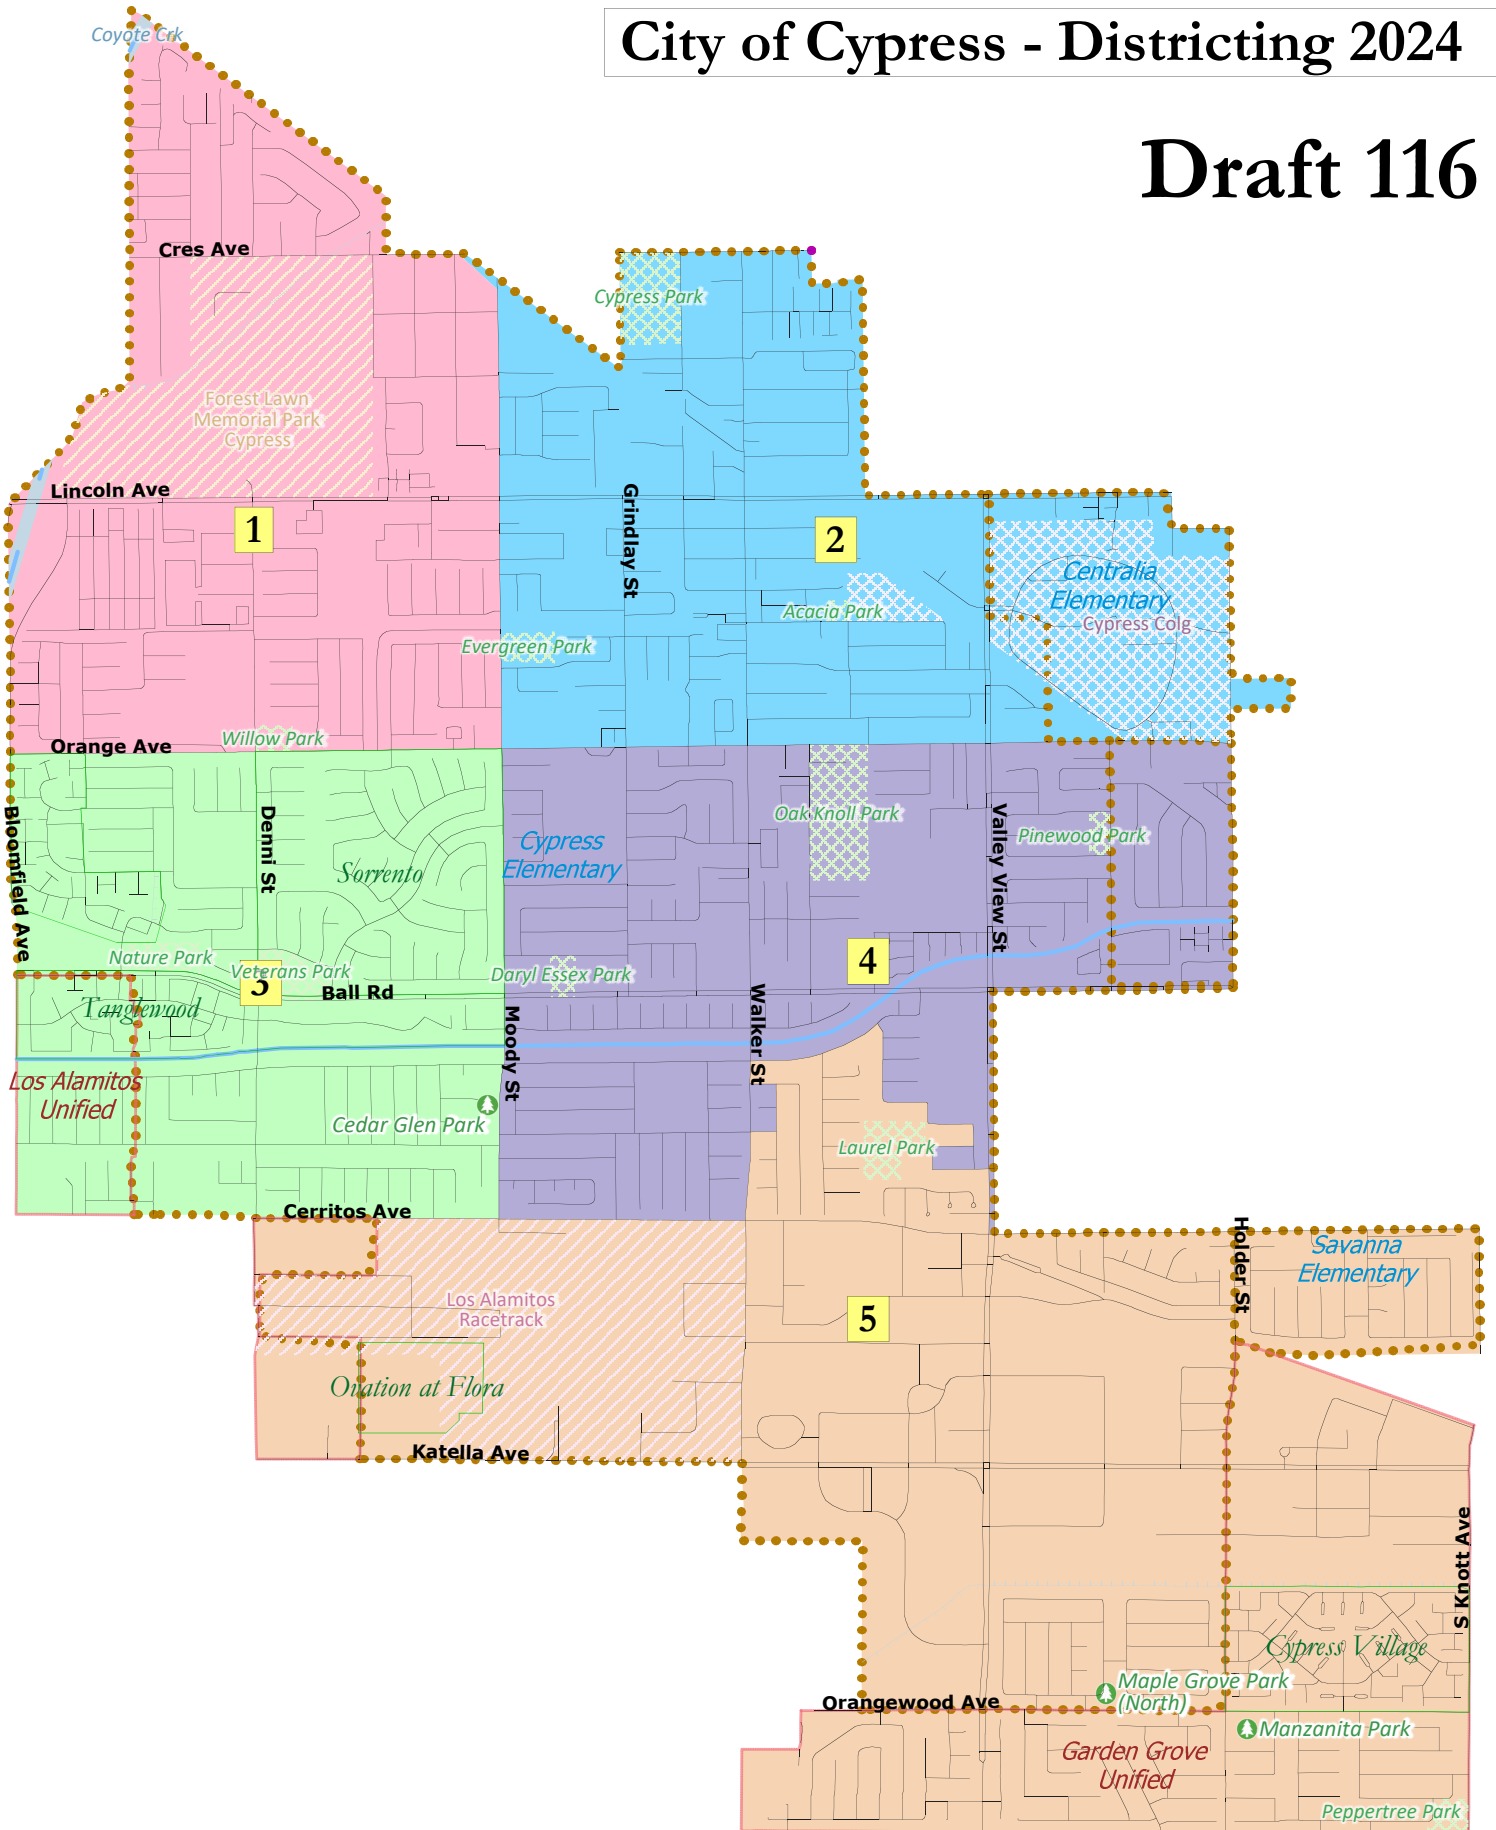 City of Cypress - Districting 2024
Draft 116
Coyote Crk
Cres Ave
Cypress Park
Forest Lawn
Memorial Park
Cypress
Lincoln Ave
Grindlay St
1
2
Centralia
Elementary
Cypress Colg
Acacia Park
Evergreen Park
Willow Park
Orange Ave
Bloomfield Ave
Denni St
Sorrento
Cypress
Elementary
Oak Knoll Park
Valley View St
Pinewood Park
Nature Park
Veterans Park
3
Daryl Essex Park
4
Ball Rd
Tanglewood
Moody St
Walker St
Los Alamitos
Unified
Cedar Glen Park
Laurel Park
Cerritos Ave
Holder St
Savanna
Elementary
Los Alamitos
Racetrack
5
Ovation at Flora
Katella Ave
S Knott Ave
Cypress Village
Maple Grove Park
(North)
Orangewood Ave
Manzanita Park
Garden Grove
Unified
Peppertree Park